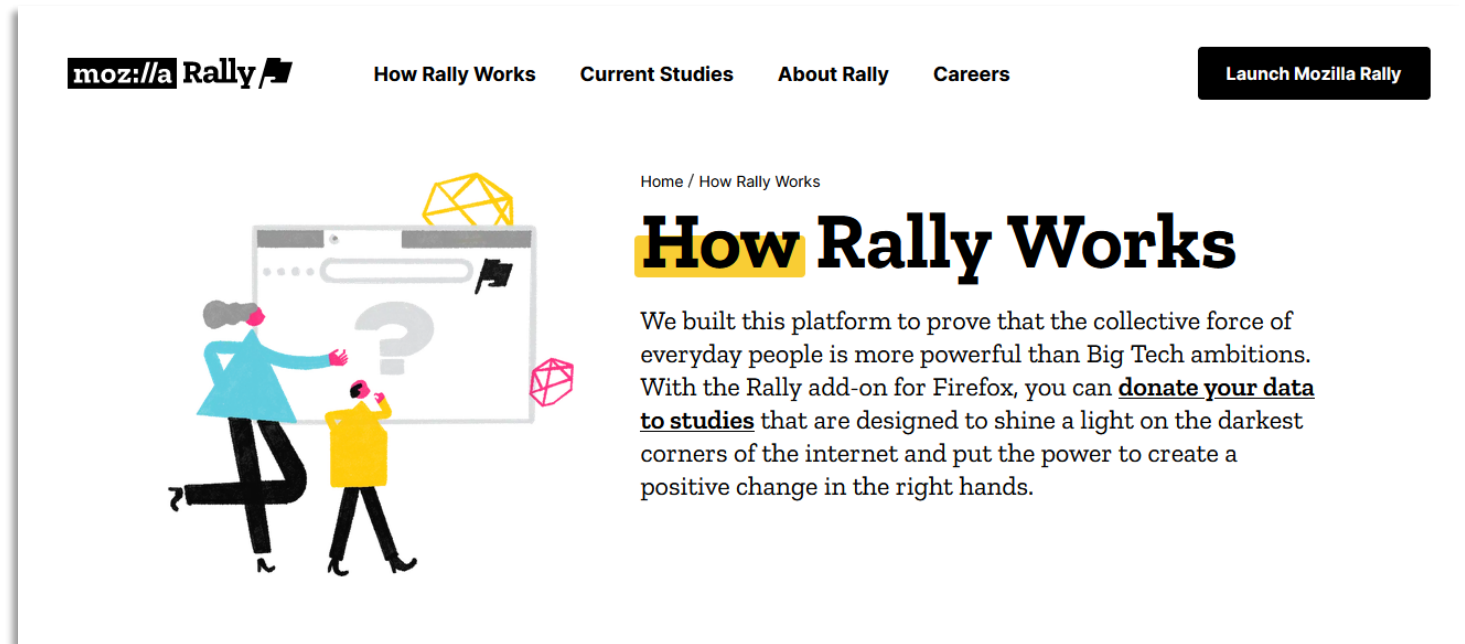 moz://a Rally
How Rally Works
Current Studies
About Rally
Careers
Launch Mozilla Rally
Home / How Rally Works
How Rally Works
We built this platform to prove that the collective force of
everyday people is more powerful than Big Tech ambitions.
With the Rally add-on for Firefox, you can donate your data
to studies that are designed to shine a light on the darkest
corners of the internet and put the power to create a
positive change in the right hands.
?